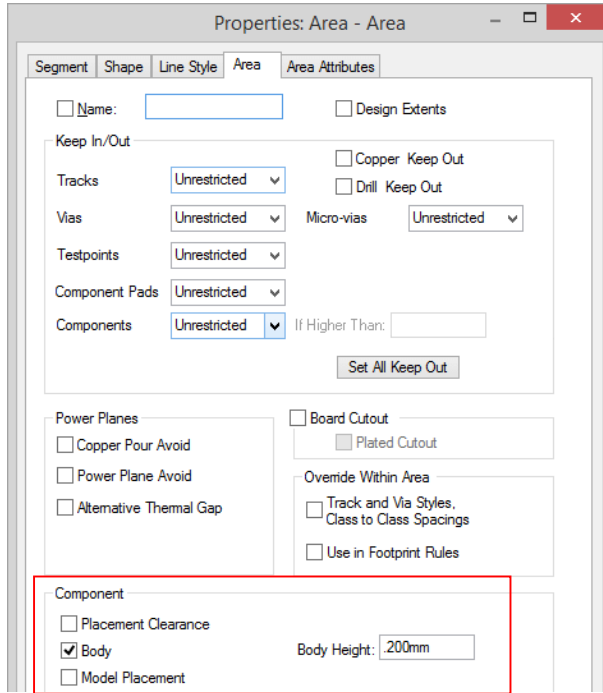 Properties: Area - Area
Segment Shape Line Style Area Area Attributes
Name: Design Extents
Keep In/Out
Copper Keep Out
Tracks Unrestricted Drill Keep Out
Vias Unrestricted Micro-vias Unrestricted
Testpoints Unrestricted
Component Pads Unrestricted
Components Unrestricted If Higher Than:
Set All Keep Out
Power Planes Board Cutout
Copper Pour Avoid Plated Cutout
Power Plane Avoid Override Within Area
Alternative Thermal Gap Track and Via Styles,
Class to Class Spacings
Use in Footprint Rules
Component
Placement Clearance
Body Body Height: .200mm
Model Placement